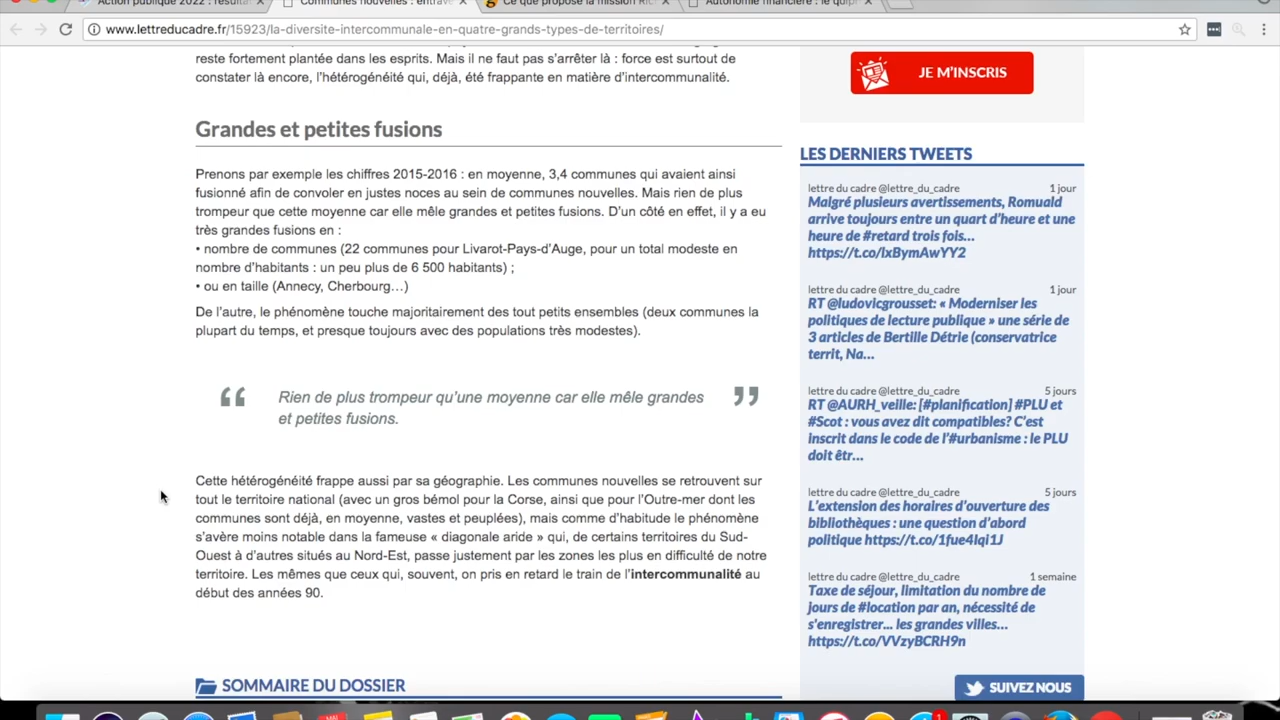 Action publique 2022 : résultat
Communes nouvelles : entrave
Ce que propose la mission Ric
Autonomie financière : le quip
www.lettreducadre.fr/15923/la-diversite-intercommunale-en-quatre-grands-types-de-territoires/
reste fortement plantée dans les esprits. Mais il ne faut pas s'arrêter là : force est surtout de
constater là encore, l'hétérogénéité qui, déjà, été frappante en matière d'intercommunalité.
Grandes et petites fusions
Prenons par exemple les chiffres 2015-2016 : en moyenne, 3,4 communes qui avaient ainsi
fusionné afin de convoler en justes noces au sein de communes nouvelles. Mais rien de plus
trompeur que cette moyenne car elle mêle grandes et petites fusions. D'un côté en effet, il y a eu
très grandes fusions en :
• nombre de communes (22 communes pour Livarot-Pays-d'Auge, pour un total modeste en
nombre d'habitants : un peu plus de 6 500 habitants) ;
• ou en taille (Annecy, Cherbourg…)
De l'autre, le phénomène touche majoritairement des tout petits ensembles (deux communes la
plupart du temps, et presque toujours avec des populations très modestes).
“ Rien de plus trompeur qu'une moyenne car elle mêle grandes ”
et petites fusions.
Cette hétérogénéité frappe aussi par sa géographie. Les communes nouvelles se retrouvent sur
tout le territoire national (avec un gros bémol pour la Corse, ainsi que pour l'Outre-mer dont les
communes sont déjà, en moyenne, vastes et peuplées), mais comme d'habitude le phénomène
s'avère moins notable dans la fameuse « diagonale aride » qui, de certains territoires du Sud-
Ouest à d'autres situés au Nord-Est, passe justement par les zones les plus en difficulté de notre
territoire. Les mêmes que ceux qui, souvent, on pris en retard le train de l'intercommunalité au
début des années 90.
SOMMAIRE DU DOSSIER
JE M'INSCRIS
LES DERNIERS TWEETS
lettre du cadre @lettre_du_cadre 1 jour
Malgré plusieurs avertissements, Romuald
arrive toujours entre un quart d'heure et une
heure de #retard trois fois...
https://t.co/lxBymAwYY2
lettre du cadre @lettre_du_cadre 1 jour
RT @ludovicgrousset: « Moderniser les
politiques de lecture publique » une série de
3 articles de Bertille Détrie (conservatrice
territ, Na...
lettre du cadre @lettre_du_cadre 5 jours
RT @AURH_veille: [#planification] #PLU et
#Scot : vous avez dit compatibles? C'est
inscrit dans le code de l'#urbanisme : le PLU
doit êtr...
lettre du cadre @lettre_du_cadre 5 jours
L'extension des horaires d'ouverture des
bibliothèques : une question d'abord
politique https://t.co/1fue4lqi1J
lettre du cadre @lettre_du_cadre 1 semaine
Taxe de séjour, limitation du nombre de
jours de #location par an, nécessité de
s'enregistrer... les grandes villes...
https://t.co/VVzyBCRH9n
SUIVEZ NOUS